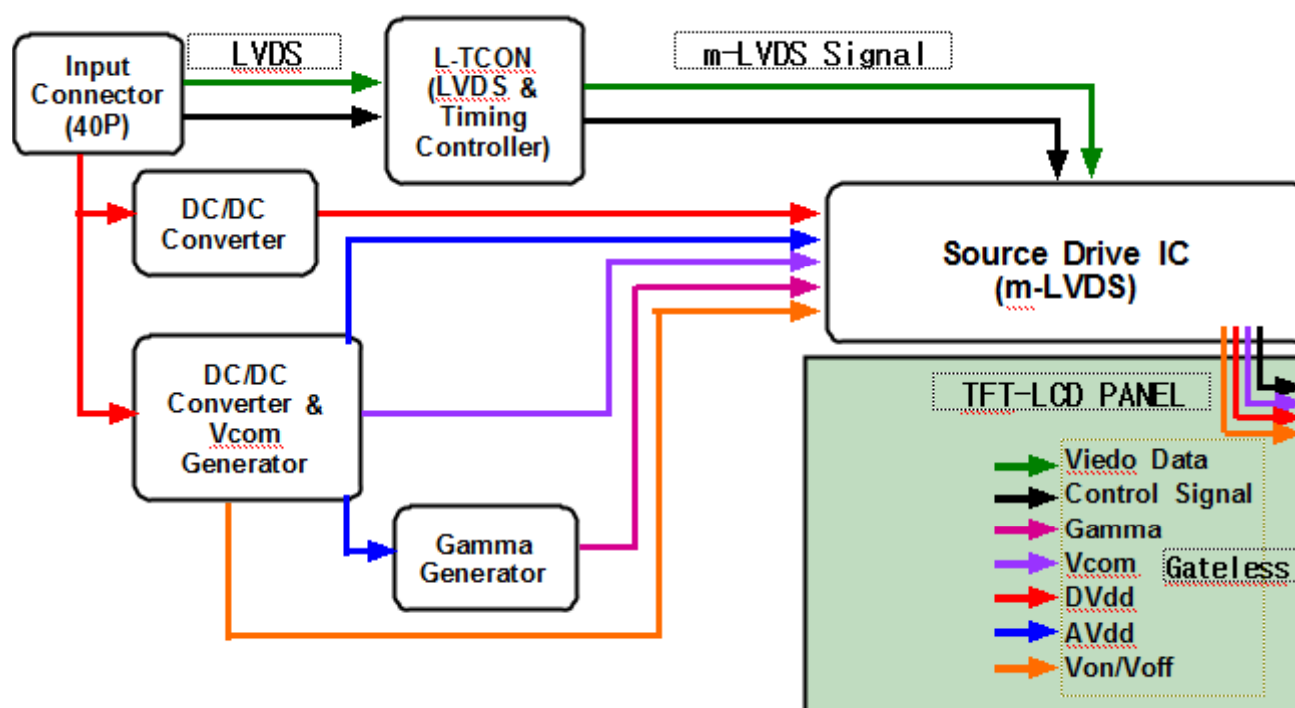 Input
Connector
(40P)
LVDS
L-TCON
(LVDS &
Timing
Controller)
m-LVDS Signal
DC/DC
Converter
Source Drive IC
(m-LVDS)
DC/DC
Converter &
Vcom
Generator
Gamma
Generator
TFT-LCD PANEL
Viedo Data
Control Signal
Gamma
Vcom
Gateless
DVdd
AVdd
Von/Voff